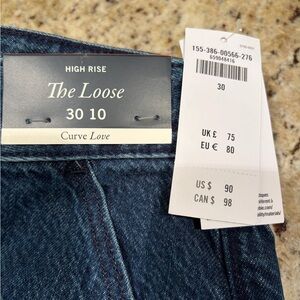 HIGH RISE
The Loose
30 10
Curve Love
155-386-00566-276
659048416
30
UK £ 75
EU € 80
US $ 90
CAN $ 98